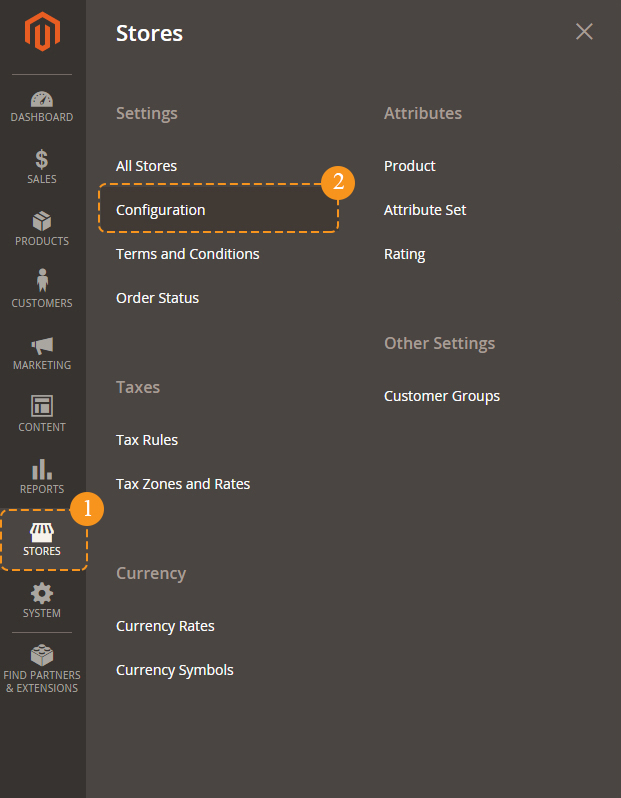 DASHBOARD
SALES
PRODUCTS
CUSTOMERS
MARKETING
CONTENT
REPORTS
1
STORES
SYSTEM
FIND PARTNERS
& EXTENSIONS
Stores
Settings
All Stores
2
Configuration
Terms and Conditions
Order Status
Taxes
Tax Rules
Tax Zones and Rates
Currency
Currency Rates
Currency Symbols
Attributes
Product
Attribute Set
Rating
Other Settings
Customer Groups